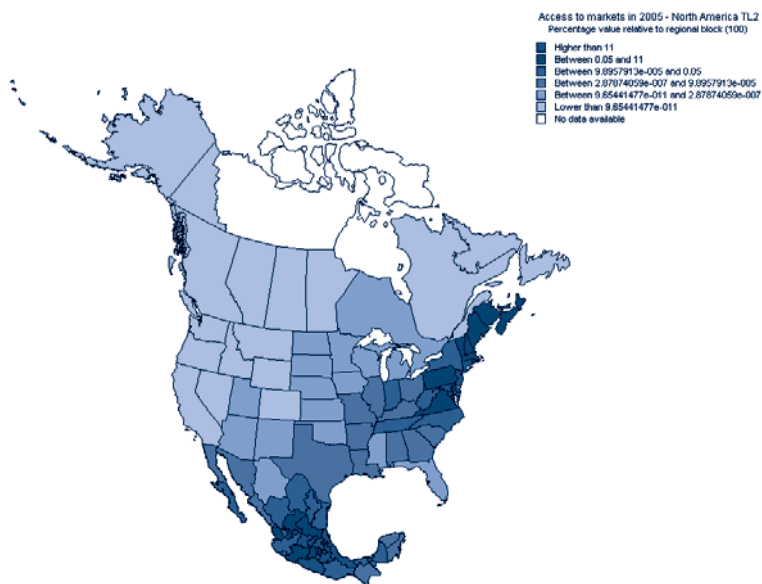 Access to markets in 2005 - North America TL2
Percentage value relative to regional block (100)
Higher than 11
Between 0.05 and 11
Between 9.8957913e-005 and 0.05
Between 2.87874059e-007 and 9.8957913e-005
Between 9.65441477e-011 and 2.87874059e-007
Lower than 9.65441477e-011
No data available